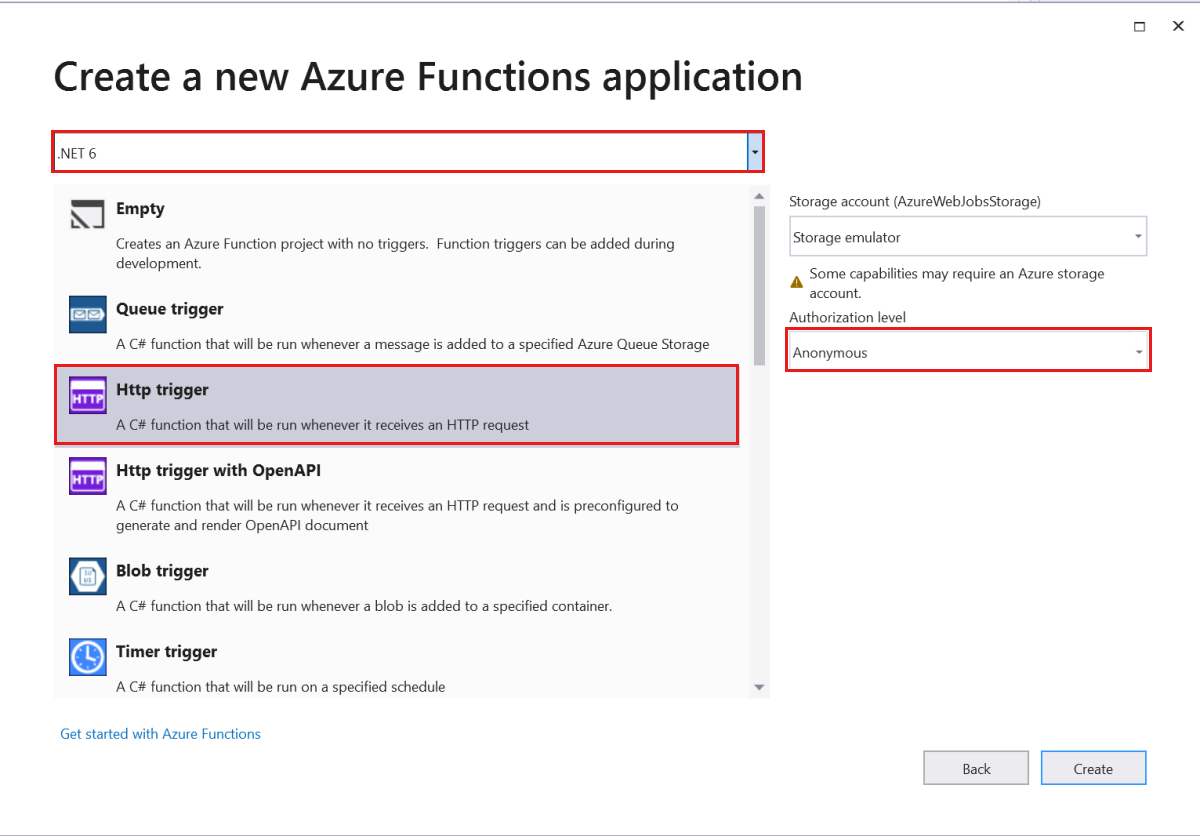 Create a new Azure Functions application
.NET 6
Empty
Creates an Azure Function project with no triggers.  Function triggers can be added during
development.
Queue trigger
A C# function that will be run whenever a message is added to a specified Azure Queue Storage
HTTP
Http trigger
A C# function that will be run whenever it receives an HTTP request
HTTP
Http trigger with OpenAPI
A C# function that will be run whenever it receives an HTTP request and is preconfigured to
generate and render OpenAPI document
Blob trigger
A C# function that will be run whenever a blob is added to a specified container.
Timer trigger
A C# function that will be run on a specified schedule
Storage account (AzureWebJobsStorage)
Storage emulator
Some capabilities may require an Azure storage
account.
Authorization level
Anonymous
Get started with Azure Functions
Back
Create